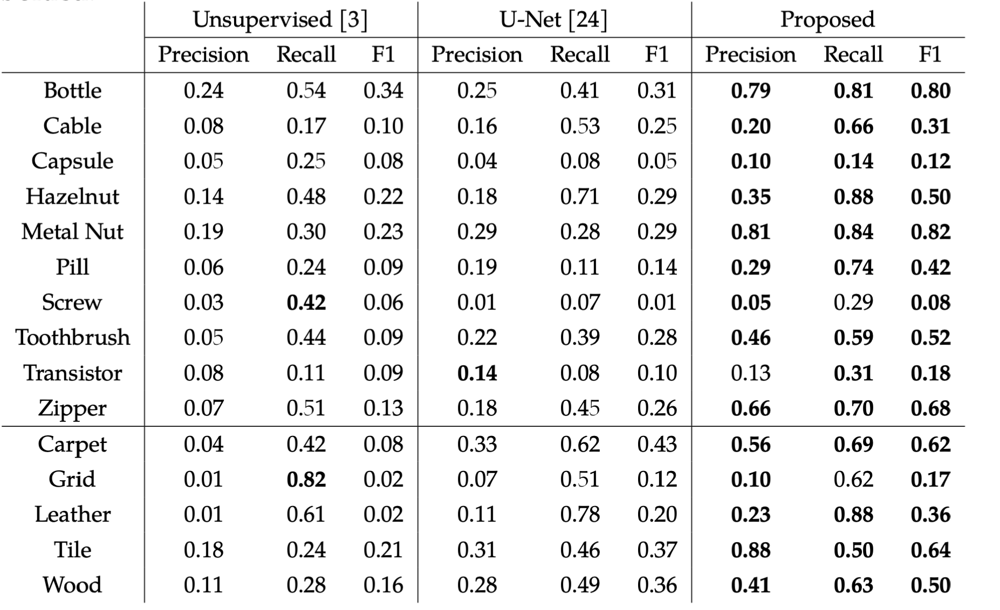 Unsupervised [3] U-Net [24] Proposed
Precision Recall F1 Precision Recall F1 Precision Recall F1
Bottle 0.24 0.54 0.34 0.25 0.41 0.31 0.79 0.81 0.80
Cable 0.08 0.17 0.10 0.16 0.53 0.25 0.20 0.66 0.31
Capsule 0.05 0.25 0.08 0.04 0.08 0.05 0.10 0.14 0.12
Hazelnut 0.14 0.48 0.22 0.18 0.71 0.29 0.35 0.88 0.50
Metal Nut 0.19 0.30 0.23 0.29 0.28 0.29 0.81 0.84 0.82
Pill 0.06 0.24 0.09 0.19 0.11 0.14 0.29 0.74 0.42
Screw 0.03 0.42 0.06 0.01 0.07 0.01 0.05 0.29 0.08
Toothbrush 0.05 0.44 0.09 0.22 0.39 0.28 0.46 0.59 0.52
Transistor 0.08 0.11 0.09 0.14 0.08 0.10 0.13 0.31 0.18
Zipper 0.07 0.51 0.13 0.18 0.45 0.26 0.66 0.70 0.68
Carpet 0.04 0.42 0.08 0.33 0.62 0.43 0.56 0.69 0.62
Grid 0.01 0.82 0.02 0.07 0.51 0.12 0.10 0.62 0.17
Leather 0.01 0.61 0.02 0.11 0.78 0.20 0.23 0.88 0.36
Tile 0.18 0.24 0.21 0.31 0.46 0.37 0.88 0.50 0.64
Wood 0.11 0.28 0.16 0.28 0.49 0.36 0.41 0.63 0.50